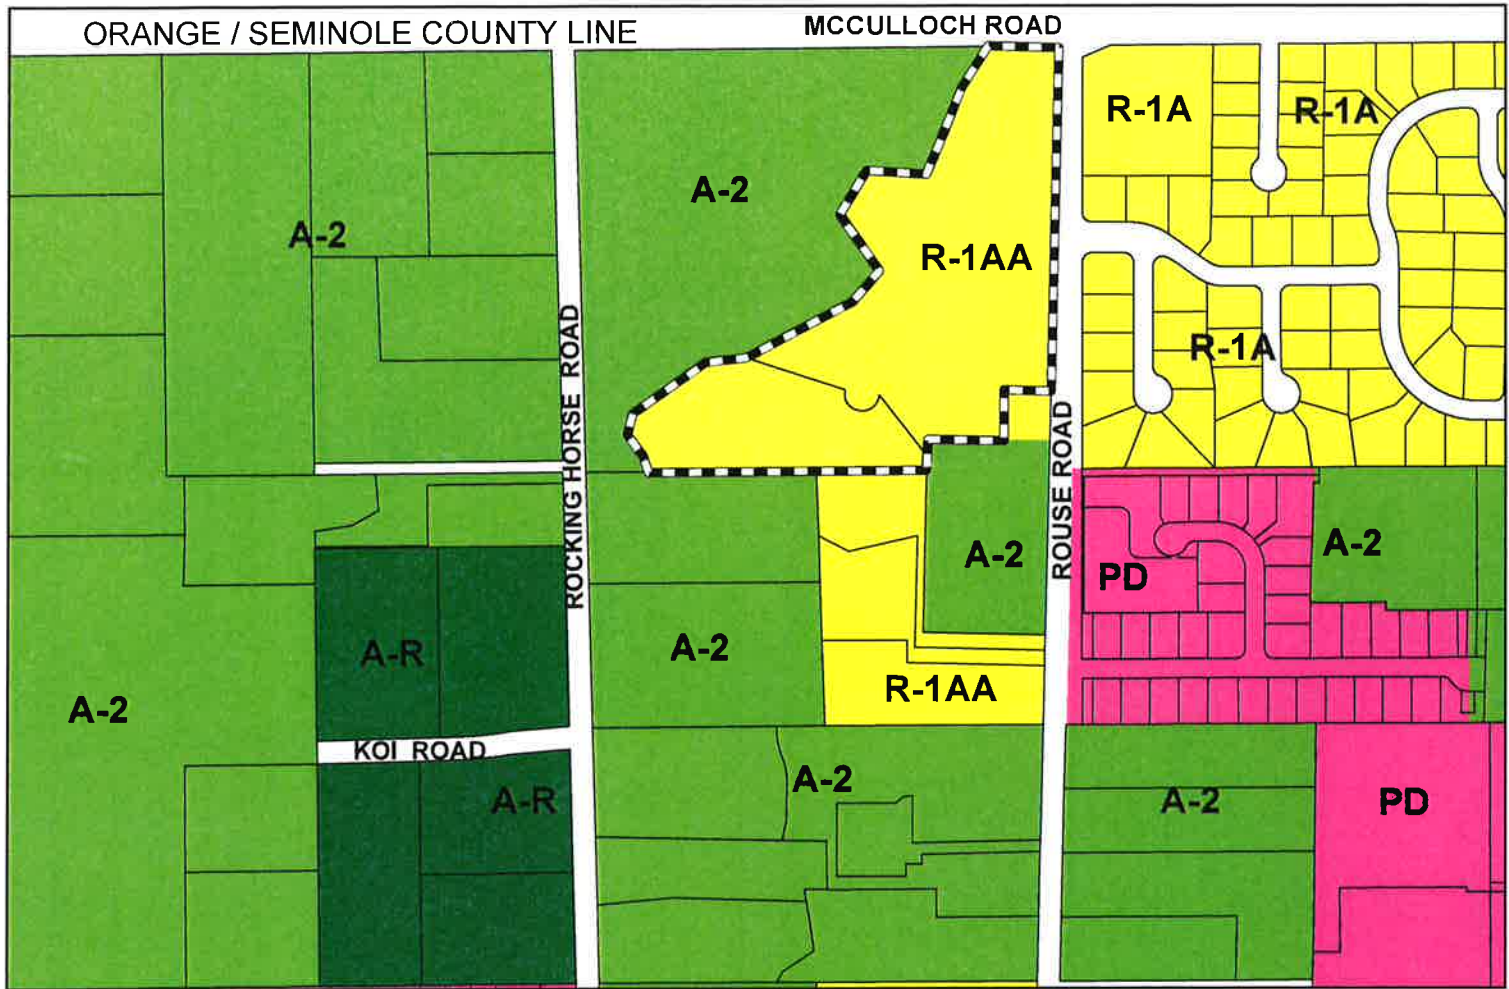 ORANGE / SEMINOLE COUNTY LINE
MCCULLOCH ROAD
R-1A
R-1A
A-2
A-2
R-1AA
R-1A
ROCKING HORSE ROAD
ROUSE ROAD
A-2
A-2
PD
A-R
A-2
R-1AA
A-2
KOI ROAD
A-2
A-R
A-2
PD